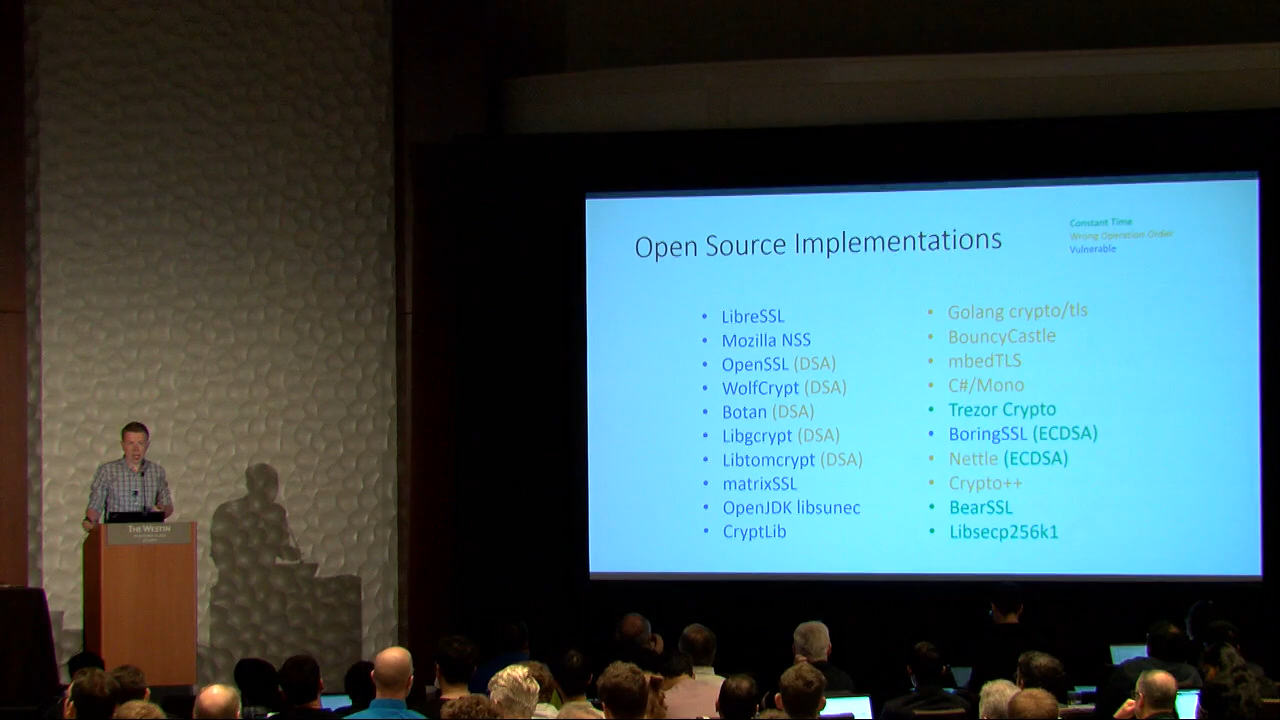 Open Source Implementations
Constant Time
Wrong Operation Order
Vulnerable
• LibreSSL
• Mozilla NSS
• OpenSSL (DSA)
• WolfCrypt (DSA)
• Botan (DSA)
• Libgcrypt (DSA)
• Libtomcrypt (DSA)
• matrixSSL
• OpenJDK libsunec
• CryptLib
• Golang crypto/tls
• BouncyCastle
• mbedTLS
• C#/Mono
• Trezor Crypto
• BoringSSL (ECDSA)
• Nettle (ECDSA)
• Crypto++
• BearSSL
• Libsecp256k1
THE WESTIN